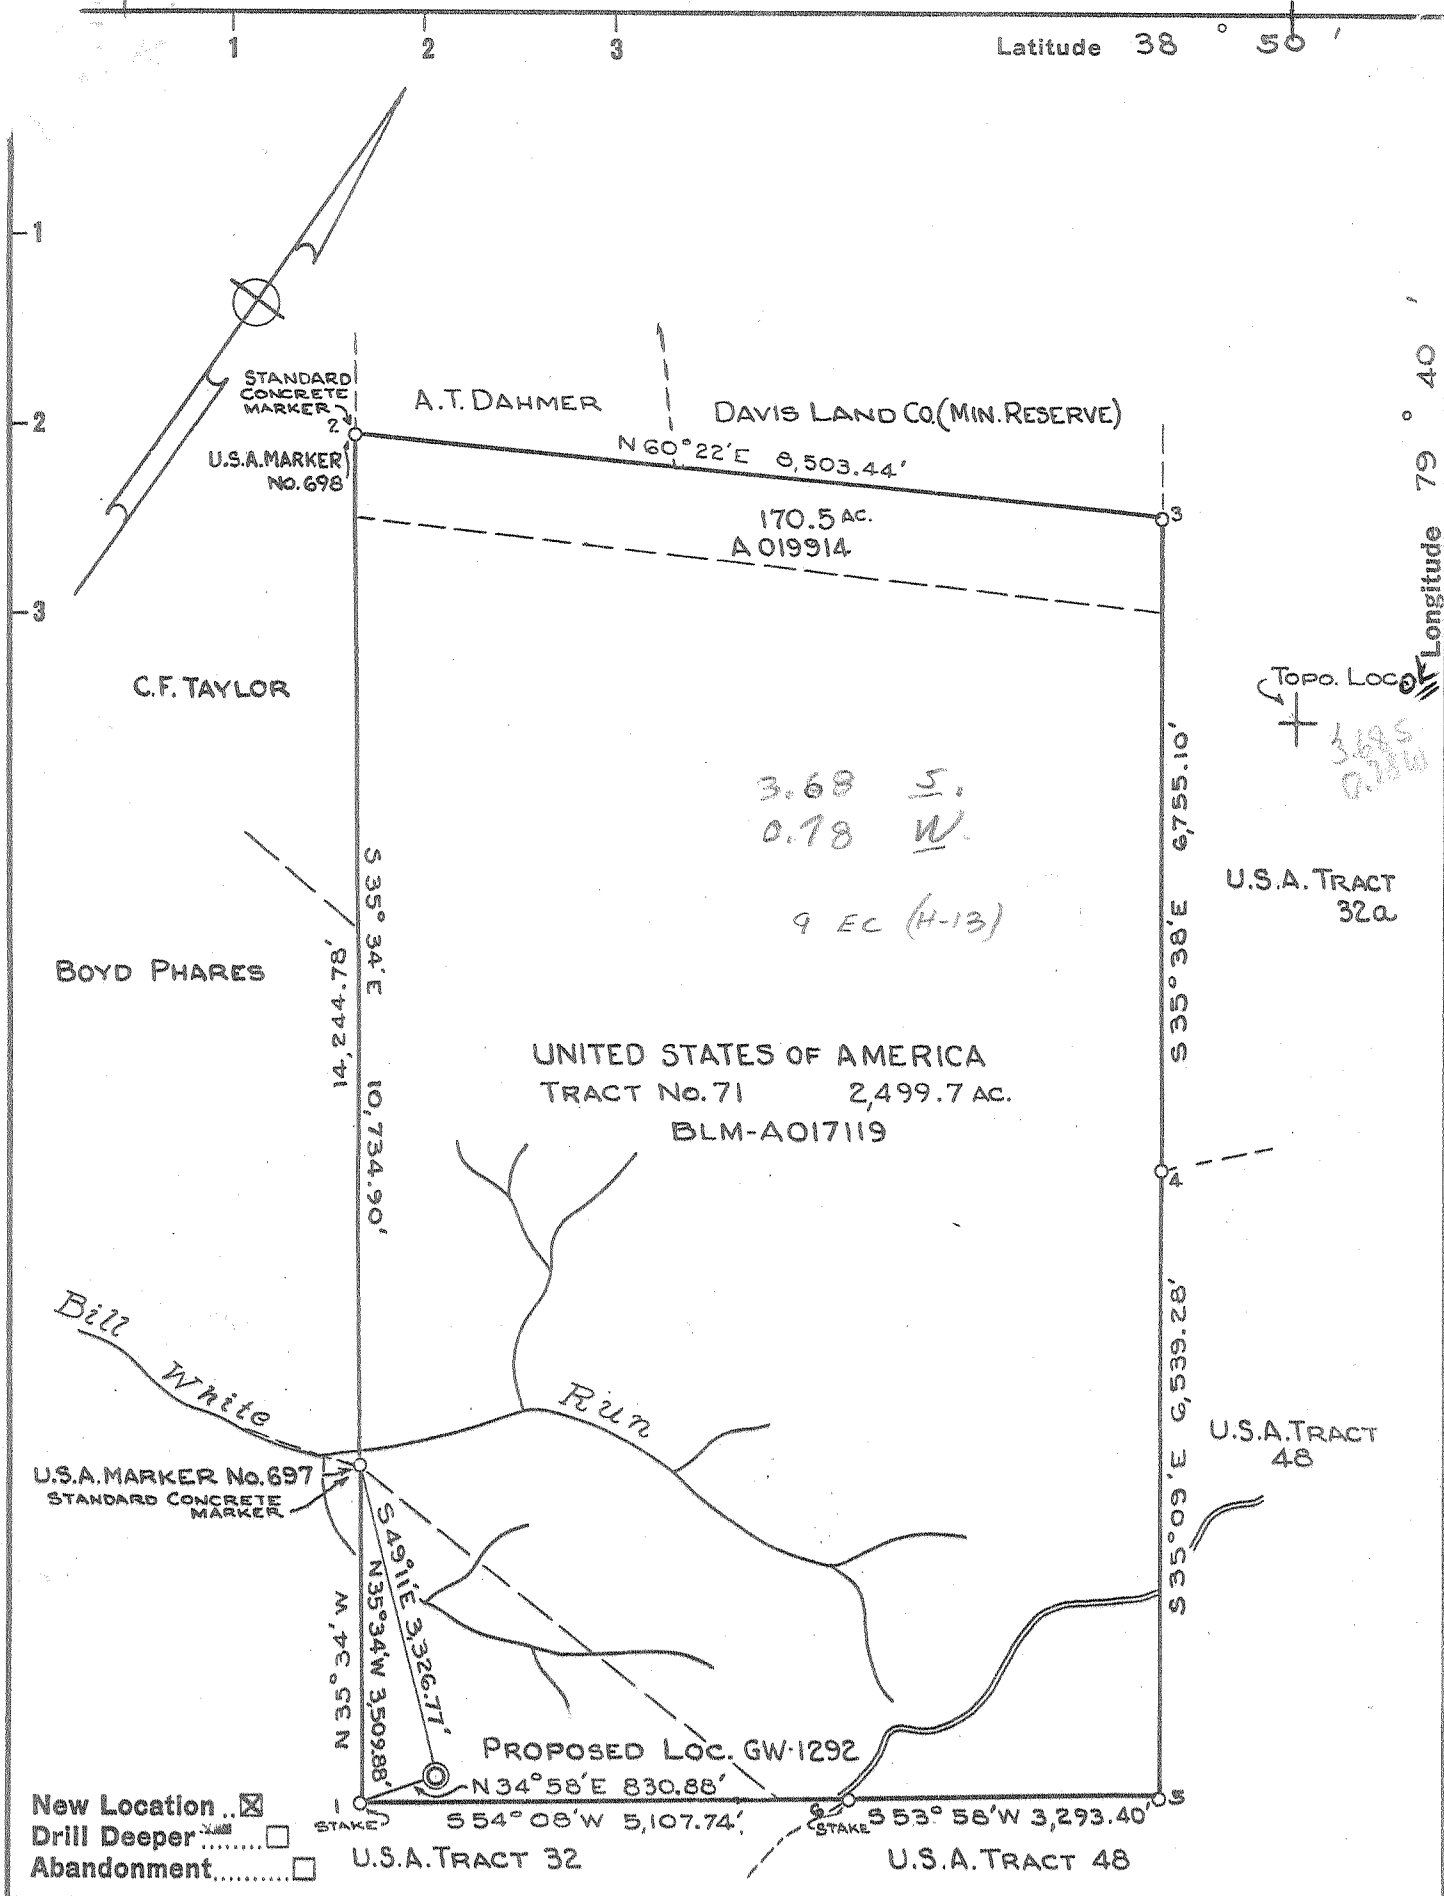 1 2 3
Latitude 38 ° 50 '
1
2
3
Longitude 79 ° 40 '
STANDARD
CONCRETE
MARKER
2
U.S.A. MARKER
No. 698
A.T. DAHMER
DAVIS LAND CO. (MIN. RESERVE)
N 60° 22' E 8,503.44'
3
170.5 AC.
A 019914
C.F. TAYLOR
TOPO. LOC.
3.68 S
0.78 W
3.68 S.
0.78 W.
9 EC (H-13)
S 35° 38' E 6,755.10'
U.S.A. TRACT
32a
S 35° 34' E 10,734.90'
14,244.78'
BOYD PHARES
UNITED STATES OF AMERICA
TRACT No. 71 2,499.7 AC.
BLM-A017119
4
Bill White Run
S 35° 09' E 6,539.28'
U.S.A. TRACT
48
U.S.A. MARKER No. 697
STANDARD CONCRETE
MARKER
S 49° 11' E 3,326.77'
N 35° 34' W 3,509.88'
N 35° 34' W
PROPOSED LOC. GW-1292
N 34° 58' E 830.88'
1
STAKE
S 54° 08' W 5,107.74'
6
STAKE
S 53° 58' W 3,293.40'
5
U.S.A. TRACT 32
U.S.A. TRACT 48
New Location .. ☒
Drill Deeper ........ ☐
Abandonment.......... ☐